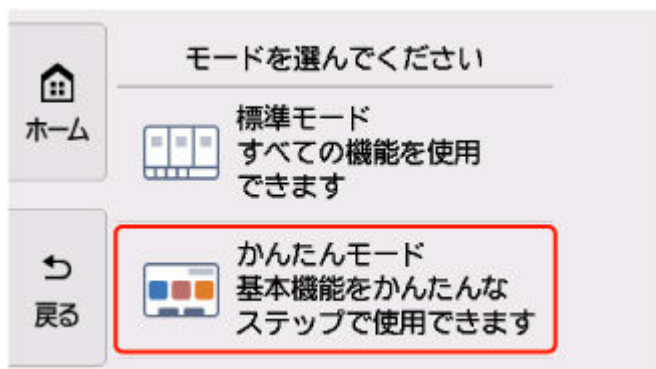 モードを選んでください
ホーム
標準モード
すべての機能を使用
できます
戻る
かんたんモード
基本機能をかんたんな
ステップで使用できます